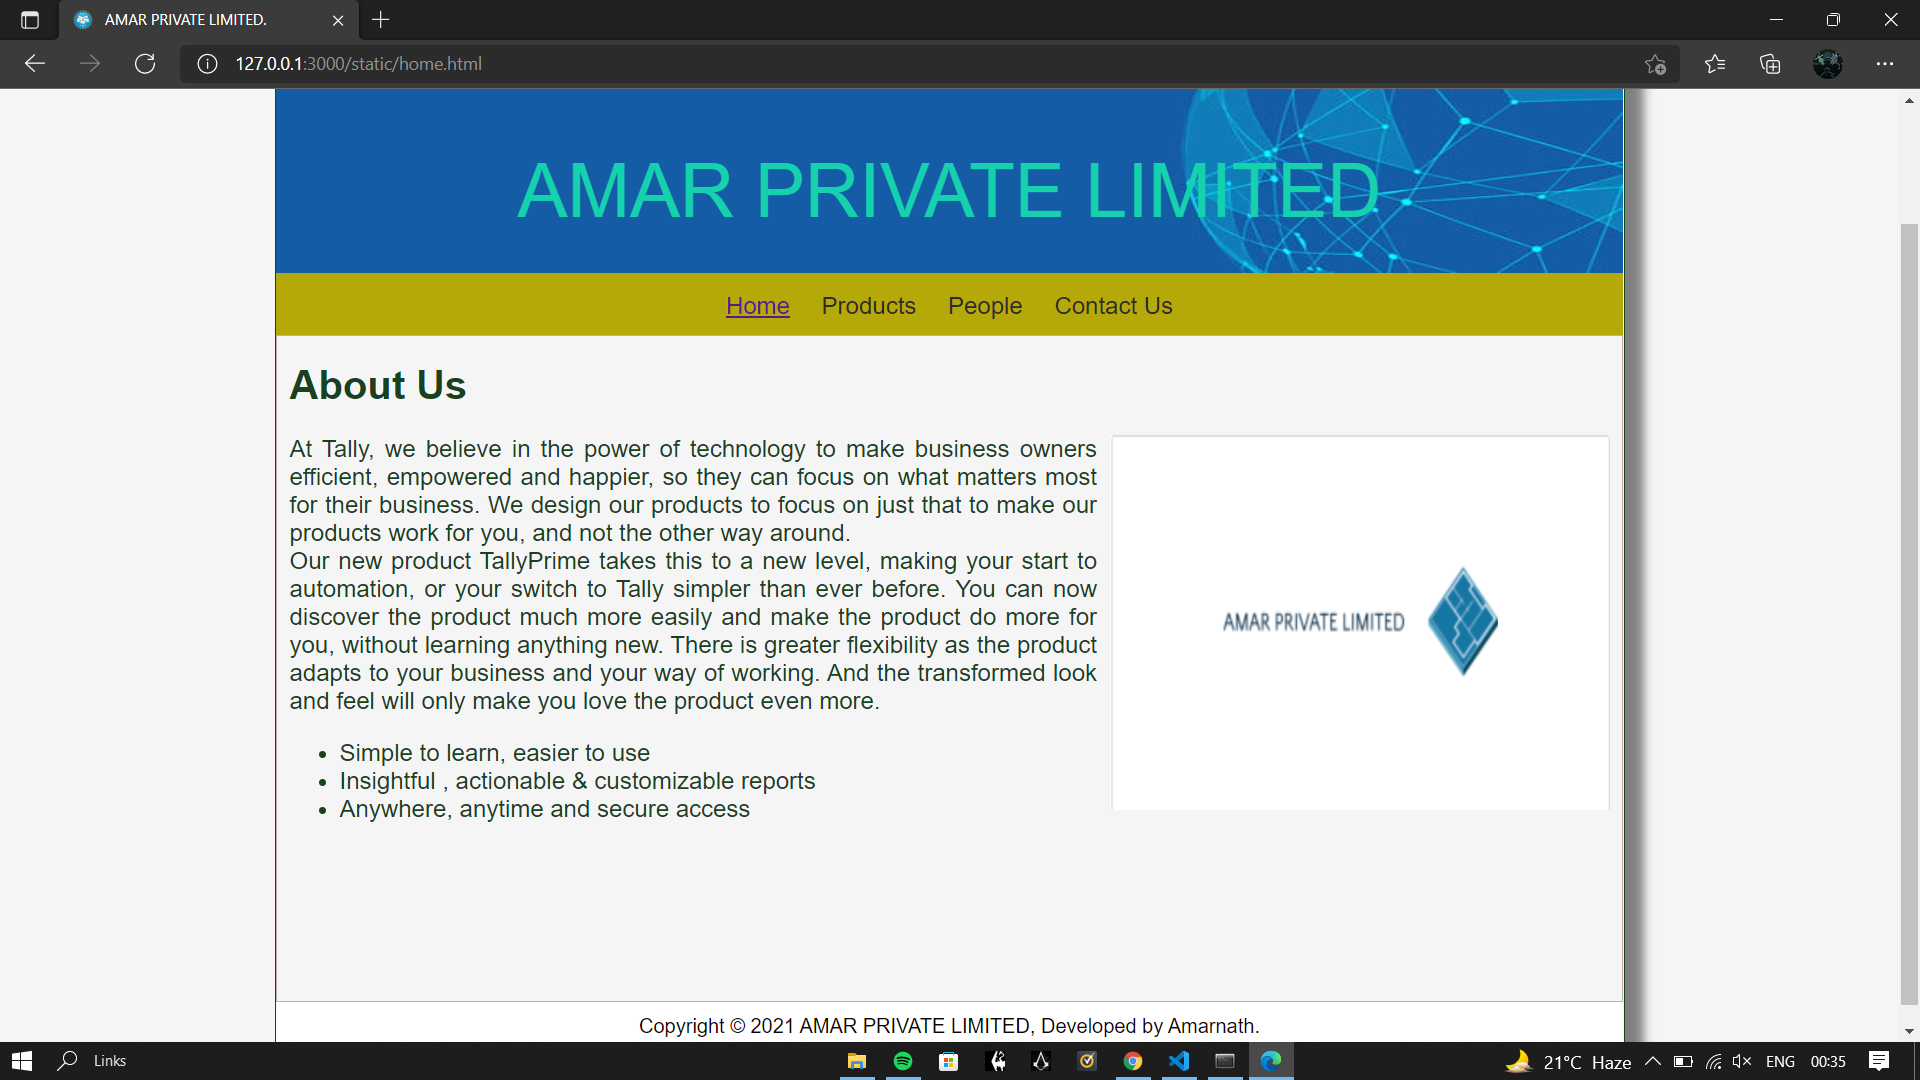 AMAR PRIVATE LIMITED.
127.0.0.1:3000/static/home.html
AMAR PRIVATE LIMITED
Home Products People Contact Us
About Us
At Tally, we believe in the power of technology to make business owners
efficient, empowered and happier, so they can focus on what matters most
for their business. We design our products to focus on just that to make our
products work for you, and not the other way around.
Our new product TallyPrime takes this to a new level, making your start to
automation, or your switch to Tally simpler than ever before. You can now
discover the product much more easily and make the product do more for
you, without learning anything new. There is greater flexibility as the product
adapts to your business and your way of working. And the transformed look
and feel will only make you love the product even more.
AMAR PRIVATE LIMITED
• Simple to learn, easier to use
• Insightful , actionable & customizable reports
• Anywhere, anytime and secure access
Copyright © 2021 AMAR PRIVATE LIMITED, Developed by Amarnath.
Links 21°C Haze ENG 00:35